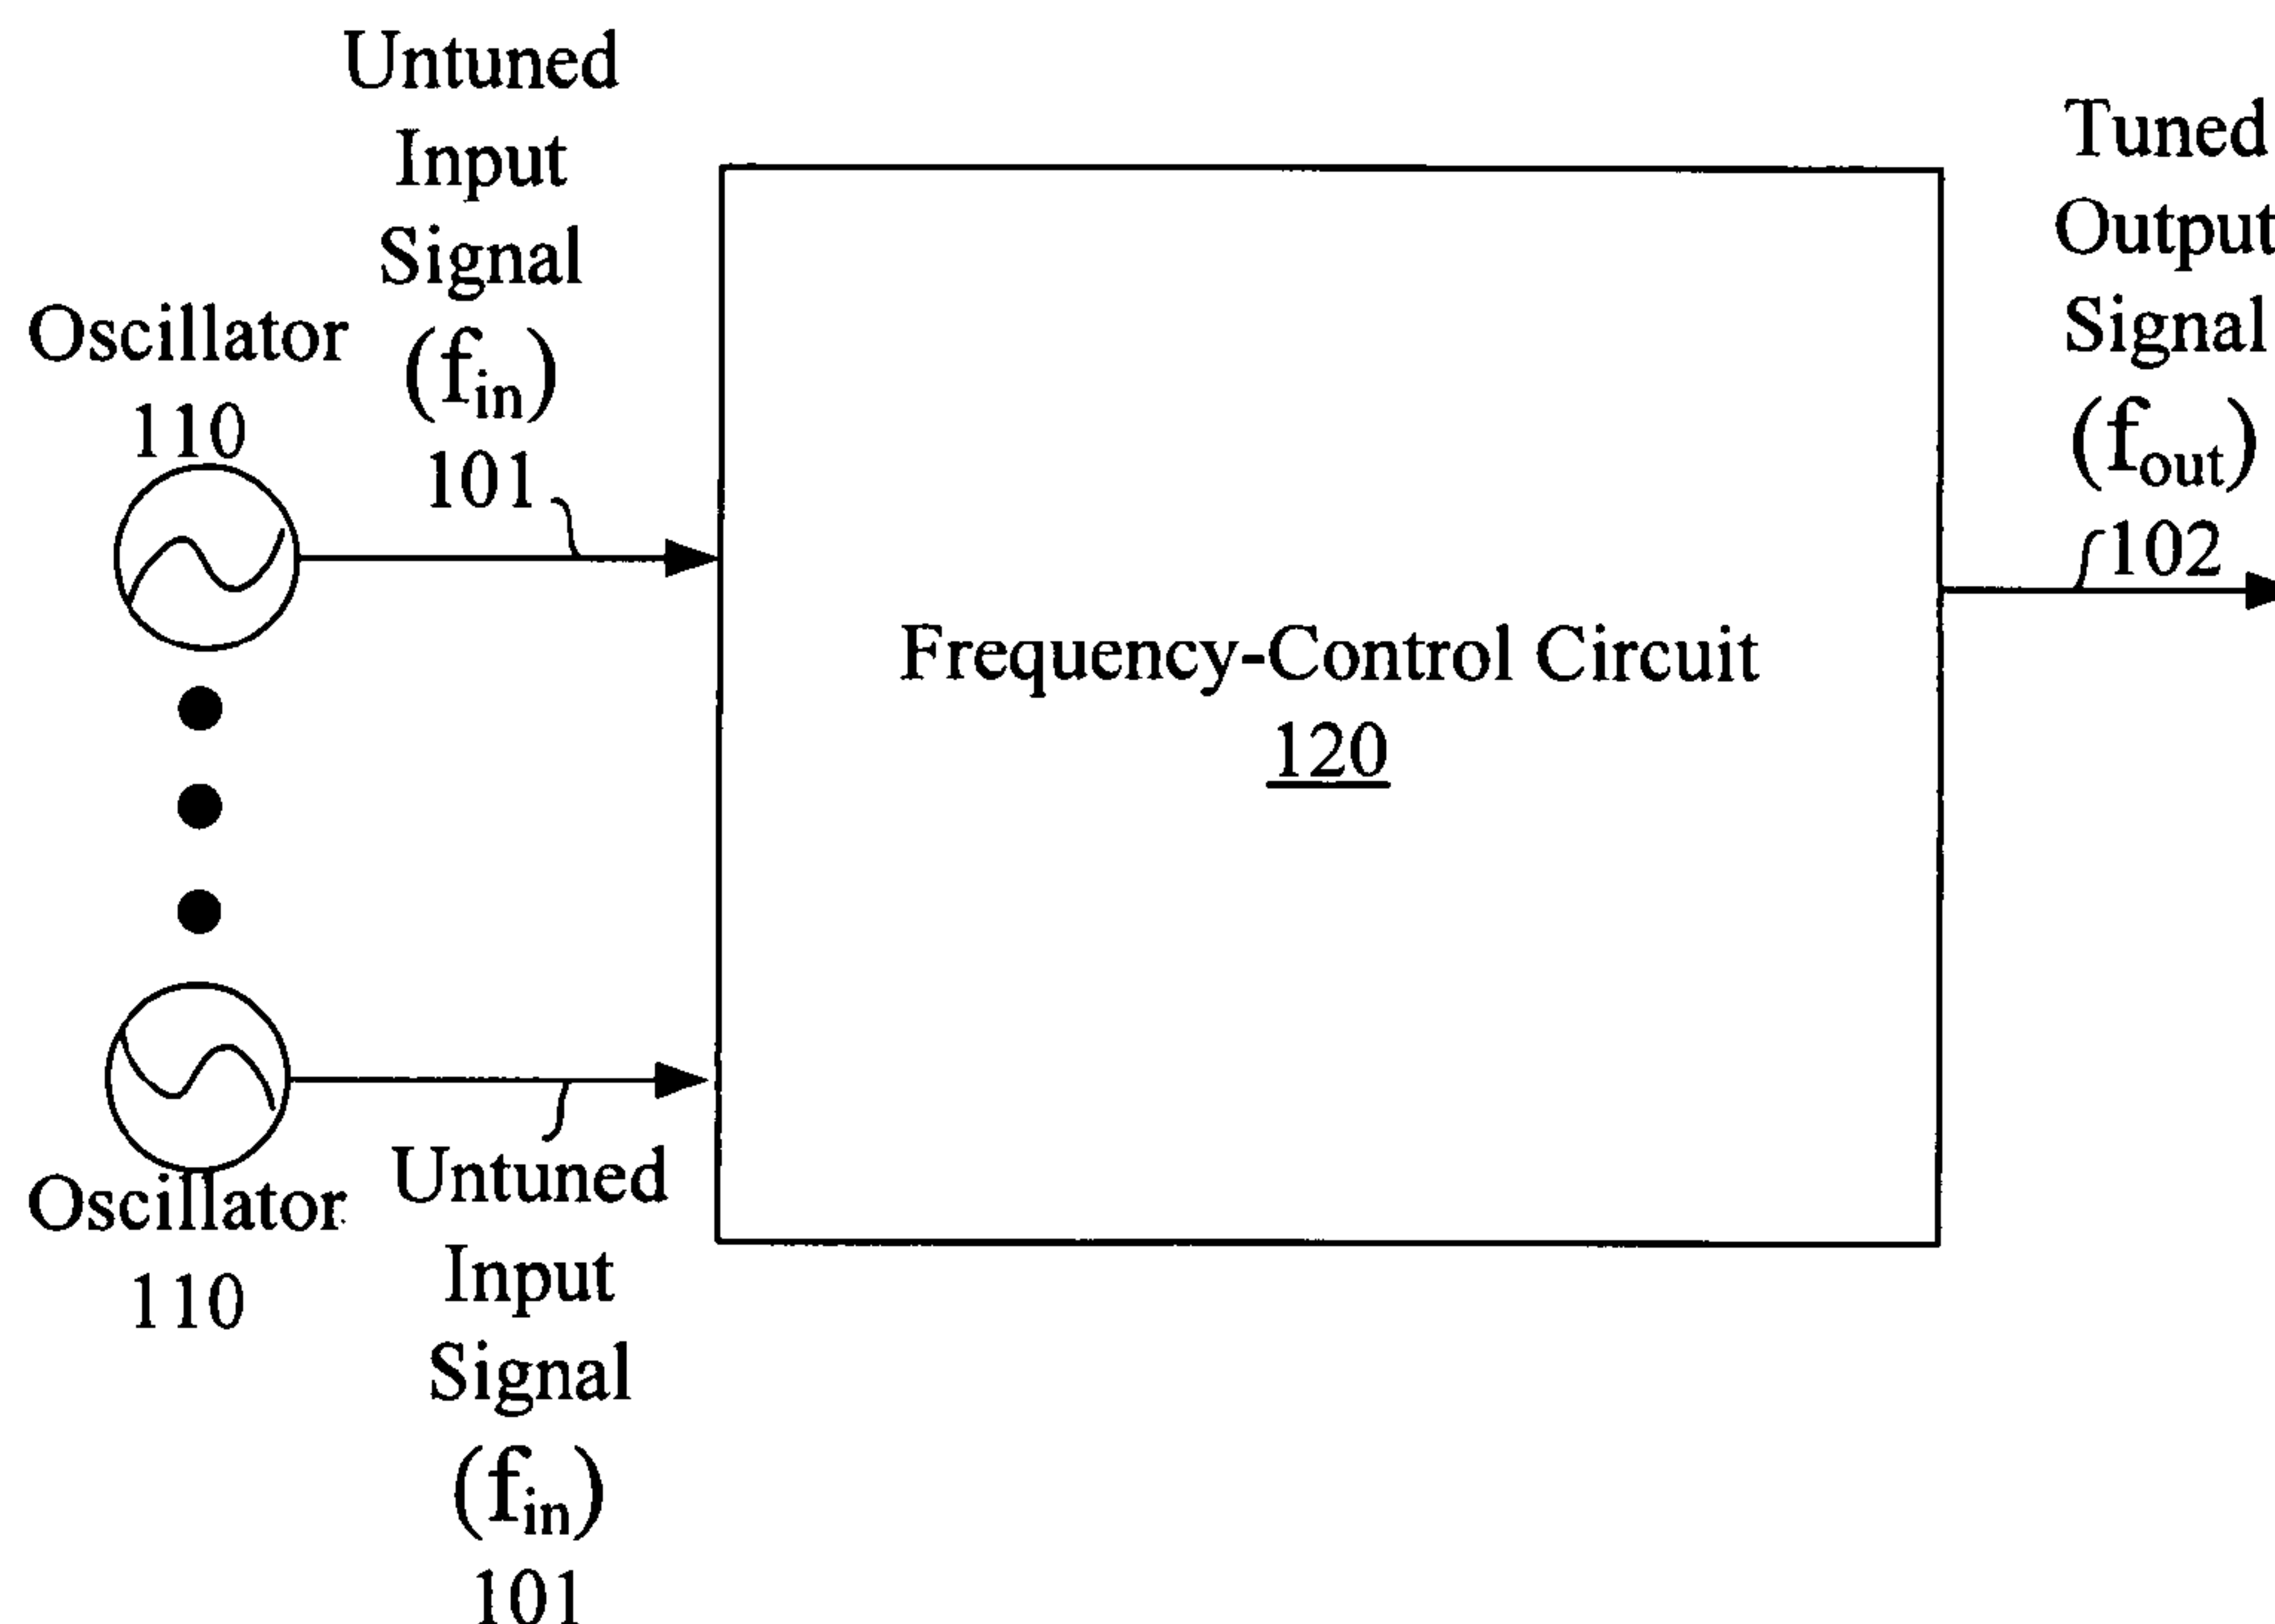 Untuned
Input
Signal
(fin)
101
Oscillator
110
Tuned
Output
Signal
(fout)
102
Frequency-Control Circuit
120
Oscillator
110
Untuned
Input
Signal
(fin)
101